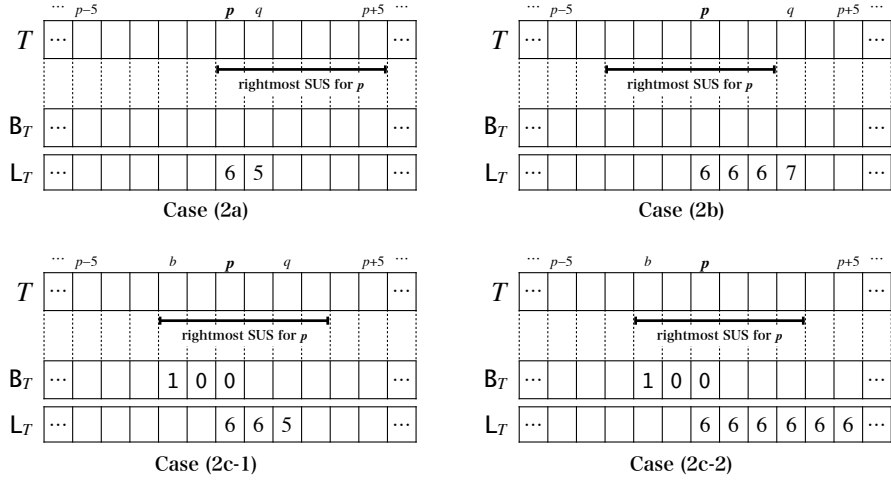 ... p−5 p q p+5 ...
T ... ...
rightmost SUS for p
B_T ... ...
L_T ... 6 5 ...
Case (2a)
... p−5 p q p+5 ...
T ... ...
rightmost SUS for p
B_T ... ...
L_T ... 6 6 6 7 ...
Case (2b)
... p−5 b p q p+5 ...
T ... ...
rightmost SUS for p
B_T ... 1 0 0 ...
L_T ... 6 6 5 ...
Case (2c-1)
... p−5 b p p+5 ...
T ... ...
rightmost SUS for p
B_T ... 1 0 0 ...
L_T ... 6 6 6 6 6 6 ...
Case (2c-2)